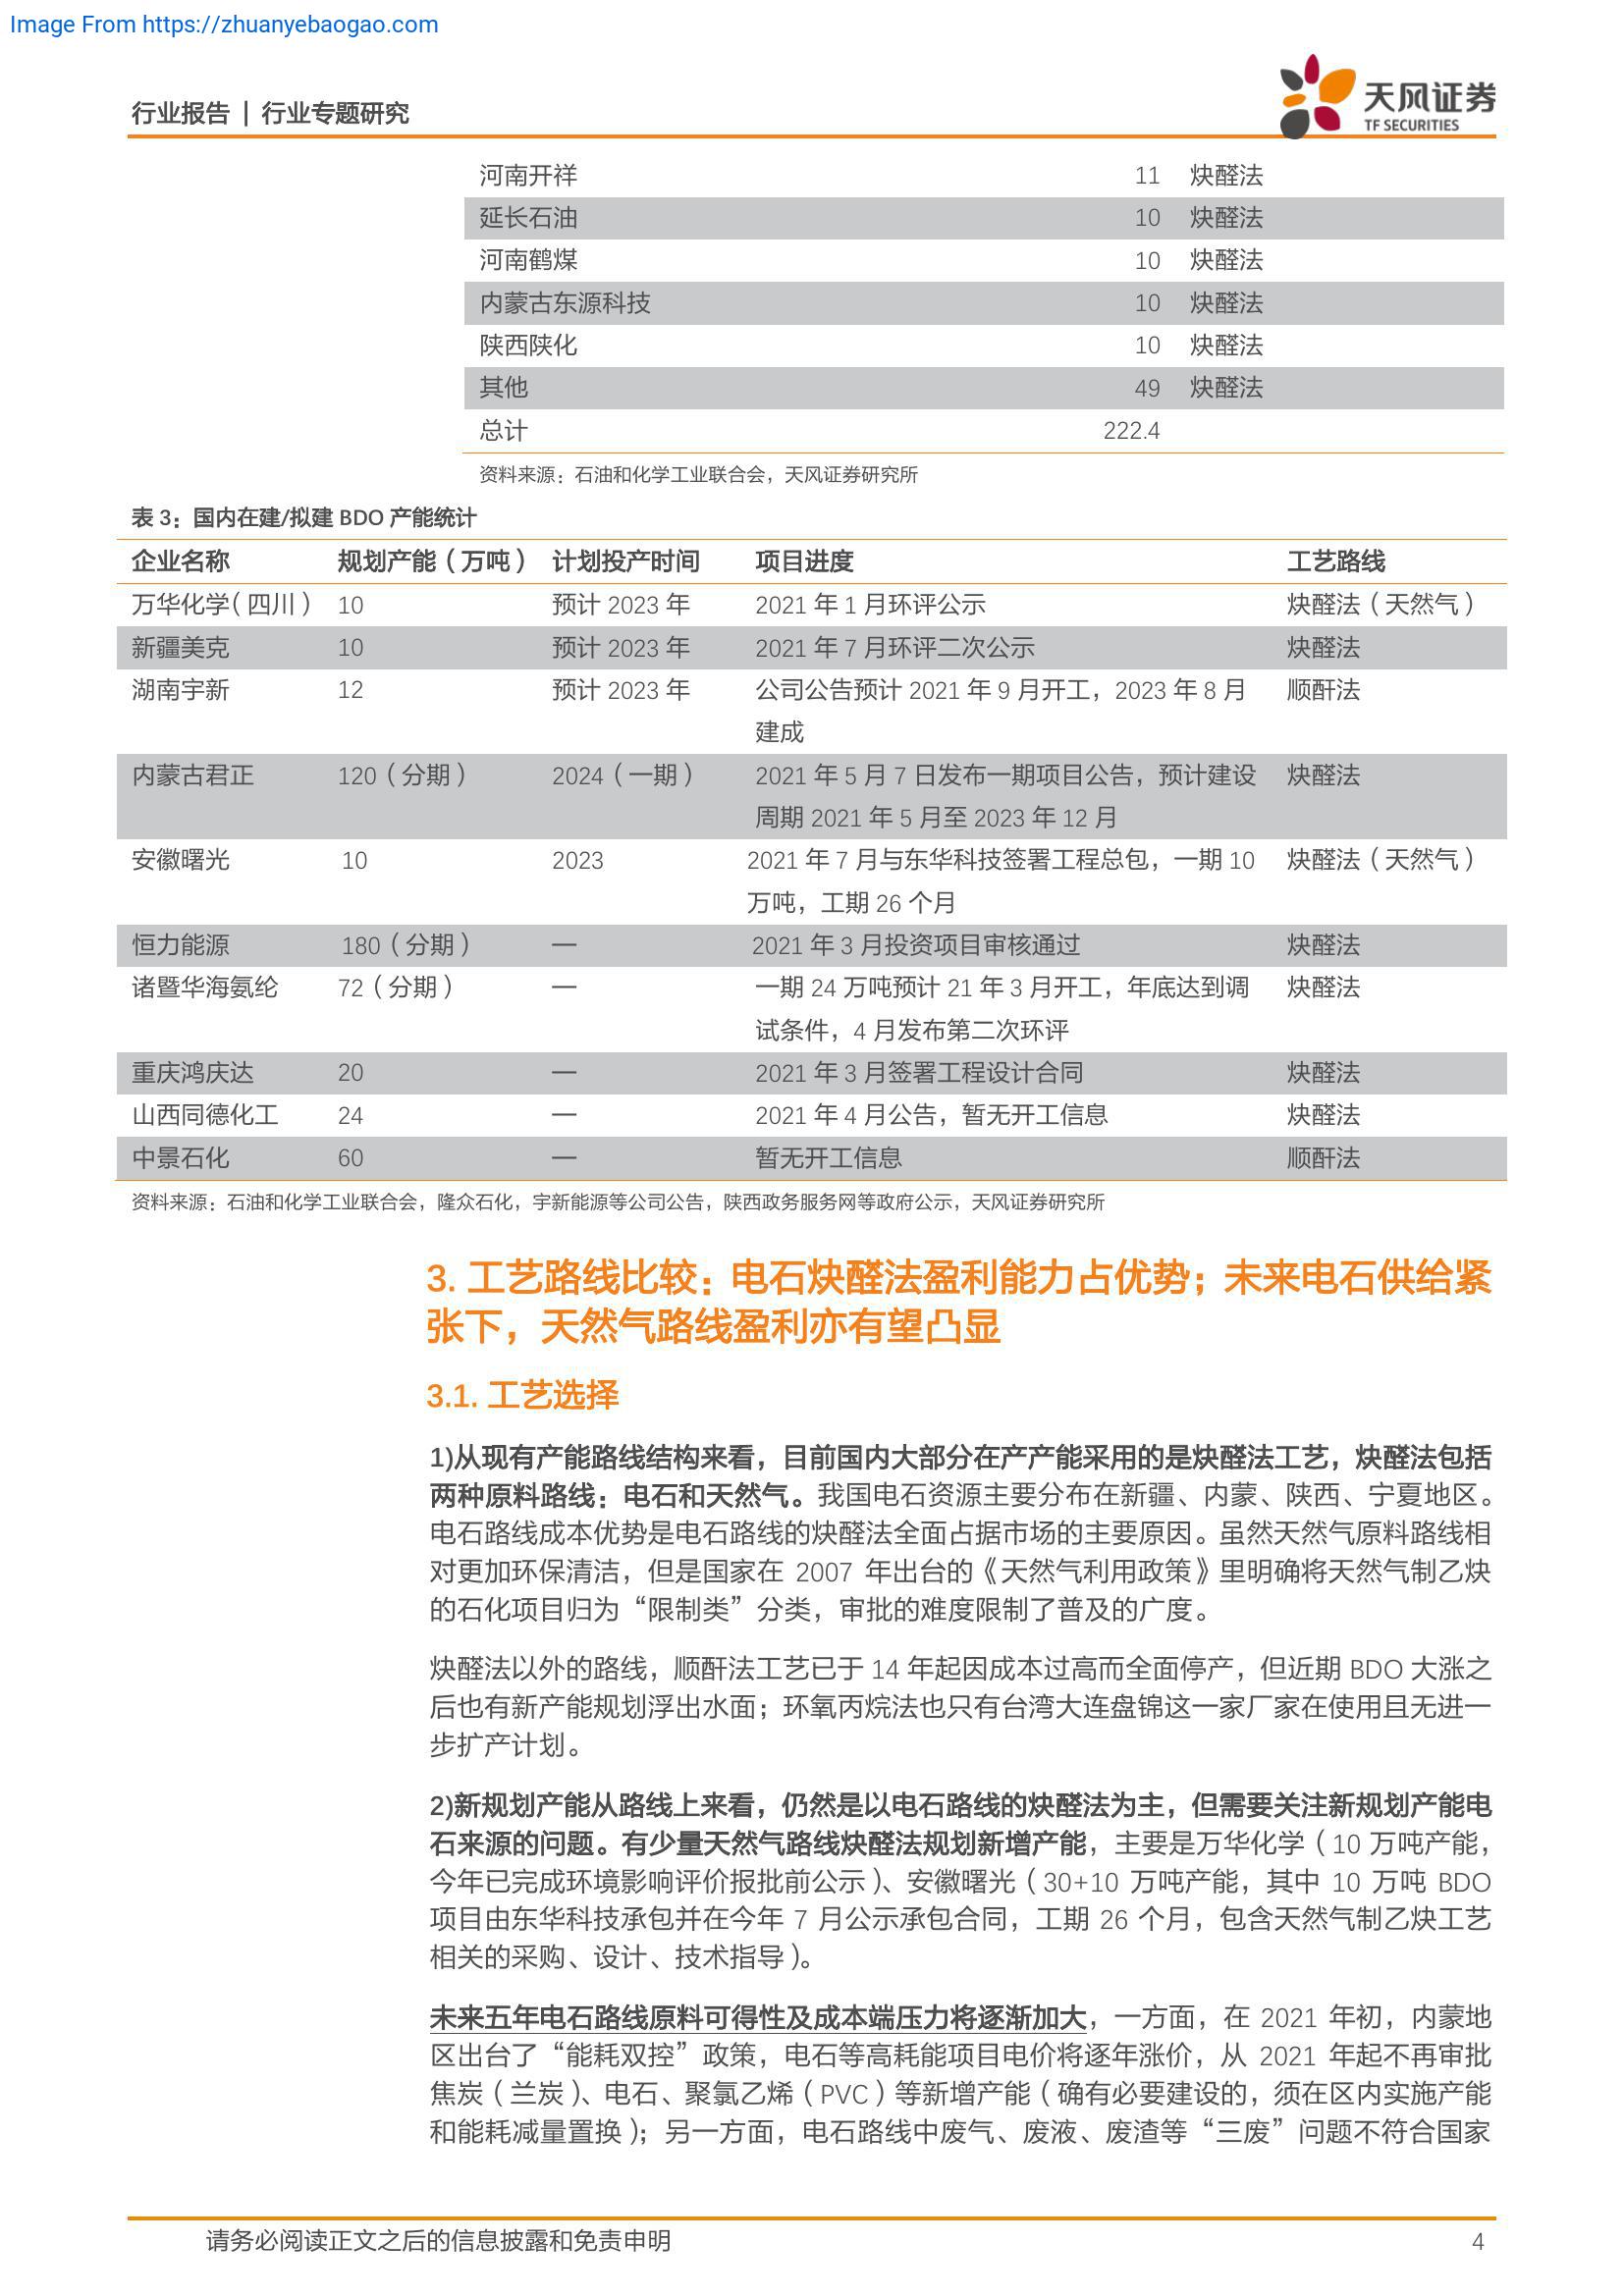 Image From https://zhuanyebaogao.com
行业报告 | 行业专题研究
天风证券
TF SECURITIES
河南开祥 11 炔醛法
延长石油 10 炔醛法
河南鹤煤 10 炔醛法
内蒙古东源科技 10 炔醛法
陕西陕化 10 炔醛法
其他 49 炔醛法
总计 222.4
资料来源：石油和化学工业联合会，天风证券研究所
表 3：国内在建/拟建 BDO 产能统计
企业名称 规划产能（万吨） 计划投产时间 项目进度 工艺路线
万华化学（四川） 10 预计 2023 年 2021 年 1 月环评公示 炔醛法（天然气）
新疆美克 10 预计 2023 年 2021 年 7 月环评二次公示 炔醛法
湖南宇新 12 预计 2023 年 公司公告预计 2021 年 9 月开工，2023 年 8 月 顺酐法
建成
内蒙古君正 120（分期） 2024（一期） 2021 年 5 月 7 日发布一期项目公告，预计建设 炔醛法
周期 2021 年 5 月至 2023 年 12 月
安徽曙光 10 2023 2021 年 7 月与东华科技签署工程总包，一期 10 炔醛法（天然气）
万吨，工期 26 个月
恒力能源 180（分期） — 2021 年 3 月投资项目审核通过 炔醛法
诸暨华海氨纶 72（分期） — 一期 24 万吨预计 21 年 3 月开工，年底达到调 炔醛法
试条件，4 月发布第二次环评
重庆鸿庆达 20 — 2021 年 3 月签署工程设计合同 炔醛法
山西同德化工 24 — 2021 年 4 月公告，暂无开工信息 炔醛法
中景石化 60 — 暂无开工信息 顺酐法
资料来源：石油和化学工业联合会，隆众石化，宇新能源等公司公告，陕西政务服务网等政府公示，天风证券研究所
3. 工艺路线比较：电石炔醛法盈利能力占优势；未来电石供给紧
张下，天然气路线盈利亦有望凸显
3.1. 工艺选择
1)从现有产能路线结构来看，目前国内大部分在产产能采用的是炔醛法工艺，炔醛法包括
两种原料路线：电石和天然气。我国电石资源主要分布在新疆、内蒙、陕西、宁夏地区。
电石路线成本优势是电石路线的炔醛法全面占据市场的主要原因。虽然天然气原料路线相
对更加环保清洁，但是国家在 2007 年出台的《天然气利用政策》里明确将天然气制乙炔
的石化项目归为“限制类”分类，审批的难度限制了普及的广度。
炔醛法以外的路线，顺酐法工艺已于 14 年起因成本过高而全面停产，但近期 BDO 大涨之
后也有新产能规划浮出水面；环氧丙烷法也只有台湾大连盘锦这一家厂家在使用且无进一
步扩产计划。
2)新规划产能从路线上来看，仍然是以电石路线的炔醛法为主，但需要关注新规划产能电
石来源的问题。有少量天然气路线炔醛法规划新增产能，主要是万华化学（10 万吨产能，
今年已完成环境影响评价报批前公示）、安徽曙光（30+10 万吨产能，其中 10 万吨 BDO
项目由东华科技承包并在今年 7 月公示承包合同，工期 26 个月，包含天然气制乙炔工艺
相关的采购、设计、技术指导）。
未来五年电石路线原料可得性及成本端压力将逐渐加大，一方面，在 2021 年初，内蒙地
区出台了“能耗双控”政策，电石等高耗能项目电价将逐年涨价，从 2021 年起不再审批
焦炭（兰炭）、电石、聚氯乙烯（PVC）等新增产能（确有必要建设的，须在区内实施产能
和能耗减量置换）；另一方面，电石路线中废气、废液、废渣等“三废”问题不符合国家
请务必阅读正文之后的信息披露和免责申明 4